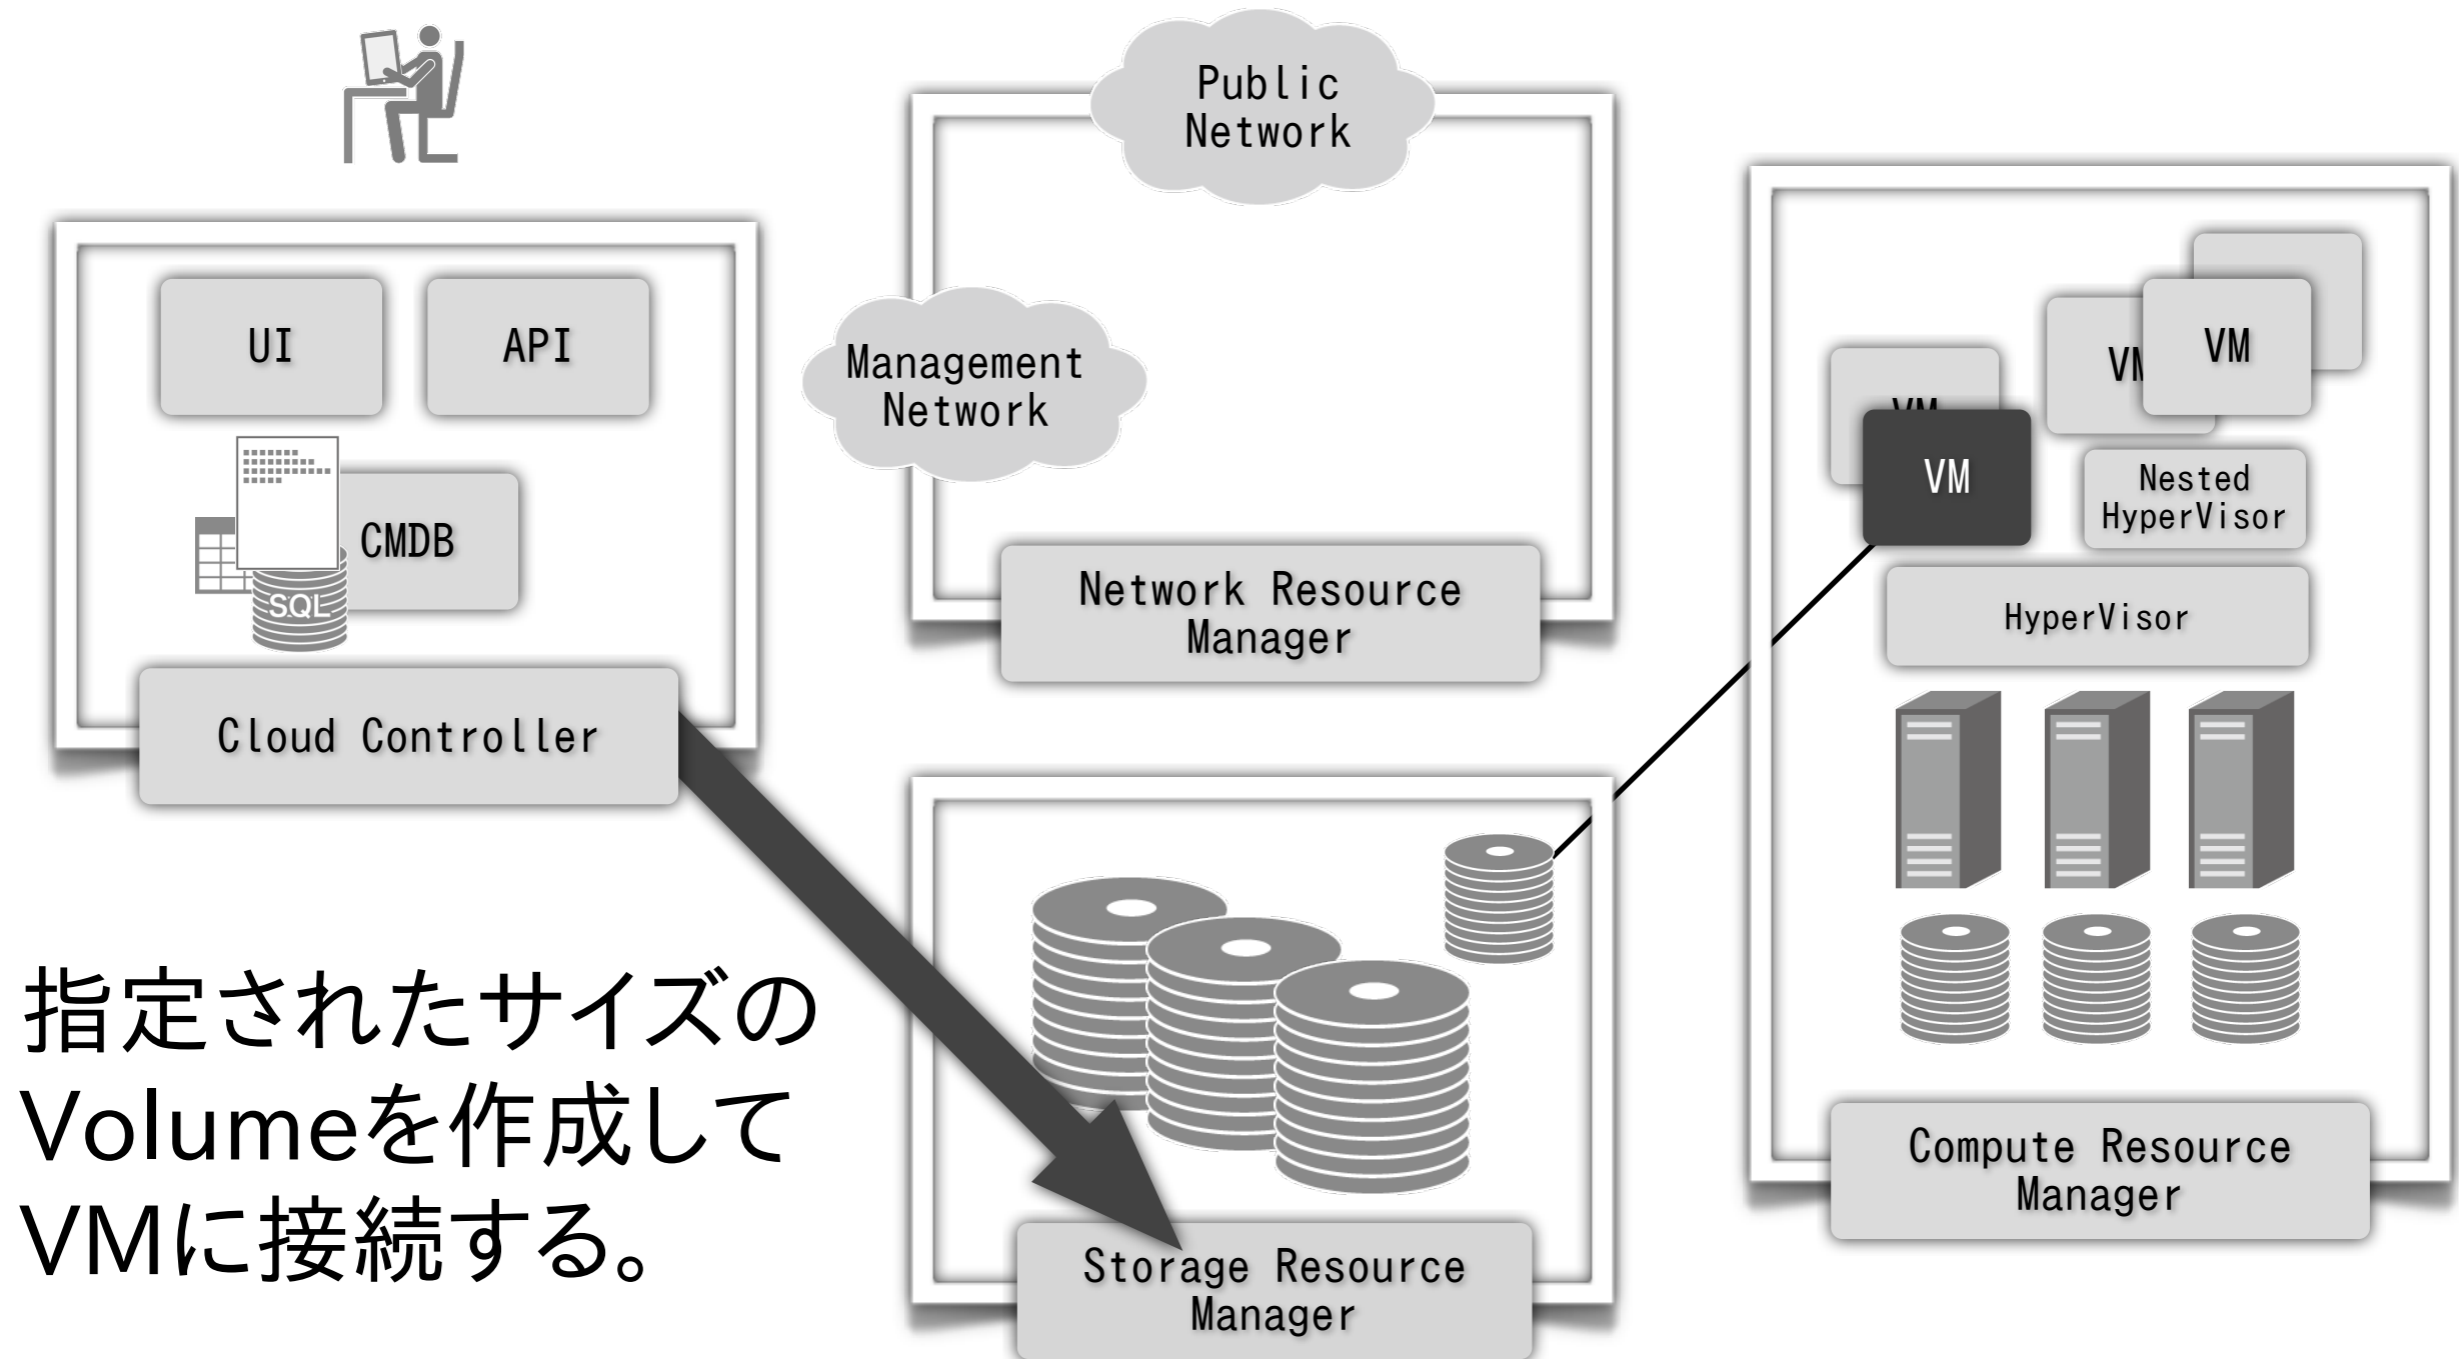 Public
Network
UI
API
Management
Network
VM
VM
VM
VM
Nested
HyperVisor
CMDB
SQL
HyperVisor
Network Resource
Manager
Cloud Controller
指定されたサイズの
Volumeを作成して
VMに接続する。
Compute Resource
Manager
Storage Resource
Manager